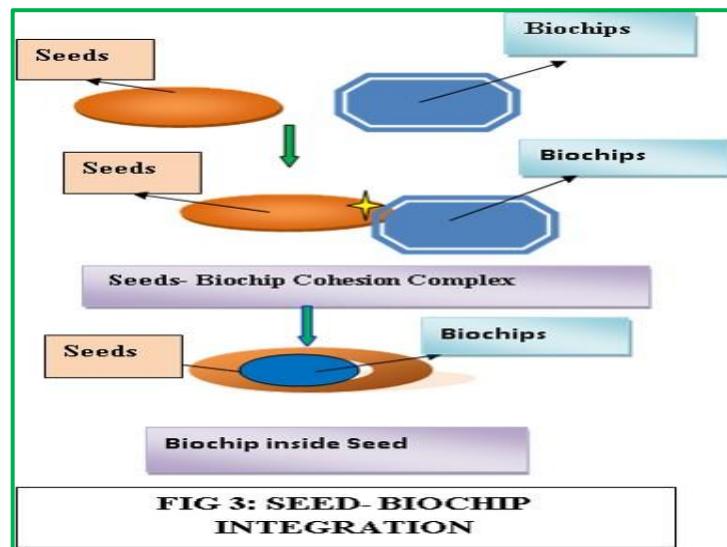 Biochips
Seeds
Biochips
Seeds
Seeds- Biochip Cohesion Complex
Biochips
Seeds
Biochip inside Seed
FIG 3: SEED- BIOCHIP
INTEGRATION